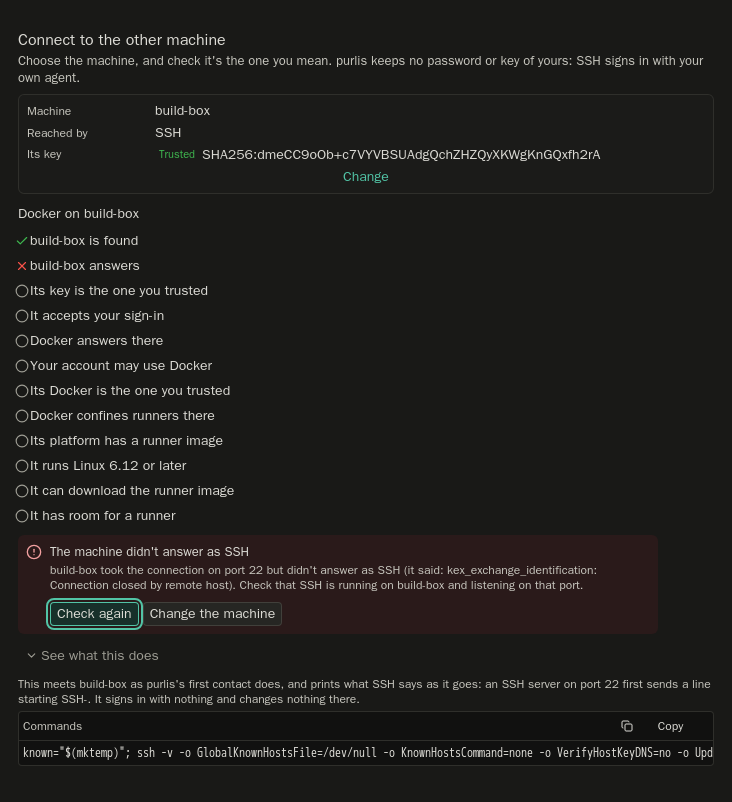 Connect to the other machine
Choose the machine, and check it's the one you mean. purlis keeps no password or key of yours: SSH signs in with your
own agent.
Machine build-box
Reached by SSH
Its key Trusted SHA256:dmeCC9oOb+c7VYVBSUAdgQchZHZQyXKWgKnGQxfh2rA
Change
Docker on build-box
build-box is found
build-box answers
Its key is the one you trusted
It accepts your sign-in
Docker answers there
Your account may use Docker
Its Docker is the one you trusted
Docker confines runners there
Its platform has a runner image
It runs Linux 6.12 or later
It can download the runner image
It has room for a runner
The machine didn't answer as SSH
build-box took the connection on port 22 but didn't answer as SSH (it said: kex_exchange_identification:
Connection closed by remote host). Check that SSH is running on build-box and listening on that port.
Check again Change the machine
See what this does
This meets build-box as purlis's first contact does, and prints what SSH says as it goes: an SSH server on port 22 first sends a line
starting SSH-. It signs in with nothing and changes nothing there.
Commands Copy
known="$(mktemp)"; ssh -v -o GlobalKnownHostsFile=/dev/null -o KnownHostsCommand=none -o VerifyHostKeyDNS=no -o Upd